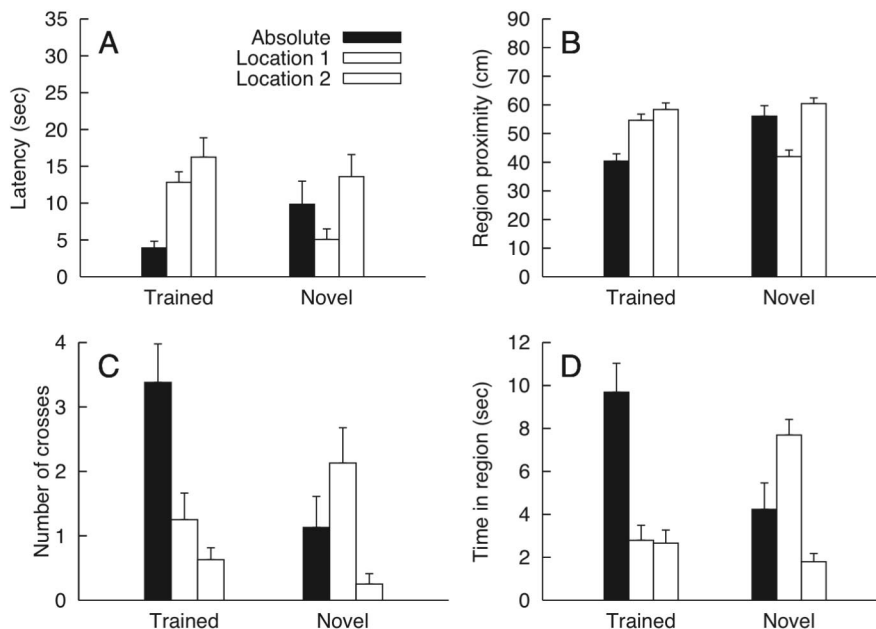 A
Latency (sec)
35
30
25
20
15
10
5
0
Absolute
Location 1
Location 2
Trained
Novel
B
Region proximity (cm)
90
80
70
60
50
40
30
20
10
0
Trained
Novel
C
Number of crosses
4
3
2
1
0
Trained
Novel
D
Time in region (sec)
12
10
8
6
4
2
0
Trained
Novel